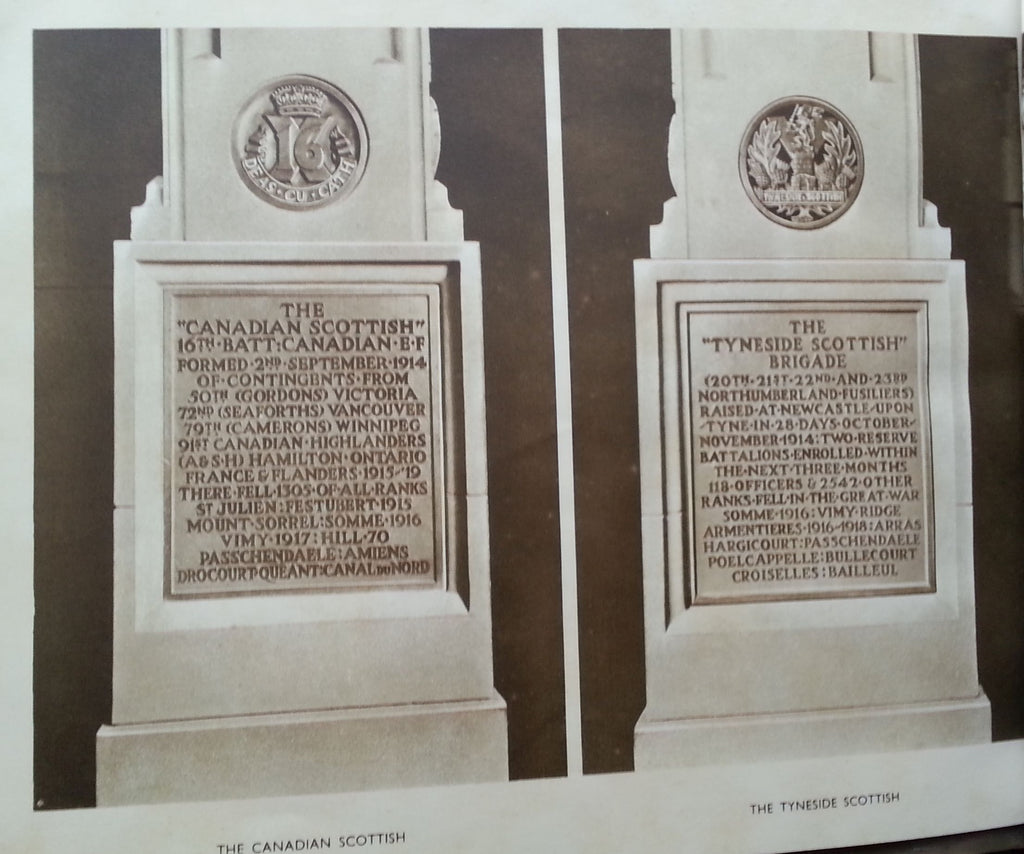 16
DEAS·CU·CATH
THE
"CANADIAN SCOTTISH"
16TH·BATT:CANADIAN·E·F
FORMED·2ND·SEPTEMBER·1914
OF·CONTINGENTS·FROM
50TH (GORDONS) VICTORIA
72ND (SEAFORTHS) VANCOUVER
79TH (CAMERONS) WINNIPEG
91ST CANADIAN·HIGHLANDERS
(A&S·H) HAMILTON·ONTARIO
FRANCE & FLANDERS·1915-19
THERE·FELL·1305·OF·ALL·RANKS
ST JULIEN:FESTUBERT·1915
MOUNT·SORREL:SOMME·1916
VIMY·1917:HILL·70
PASSCHENDAELE:AMIENS
DROCOURT QUEANT:CANAL DU NORD
THE CANADIAN SCOTTISH
THE
"TYNESIDE SCOTTISH"
BRIGADE
(20TH·21ST·22ND·AND·23RD
NORTHUMBERLAND·FUSILIERS)
RAISED·AT·NEWCASTLE·UPON
TYNE·IN·28·DAYS·OCTOBER-
NOVEMBER·1914:TWO·RESERVE
BATTALIONS·ENROLLED·WITHIN
THE·NEXT·THREE·MONTHS
118·OFFICERS & 2542·OTHER
RANKS·FELL·IN·THE·GREAT·WAR
SOMME·1916:VIMY·RIDGE
ARMENTIERES·1916-1918:ARRAS
HARGICOURT:PASSCHENDAELE
POELCAPPELLE:BULLECOURT
CROISELLES:BAILLEUL
THE TYNESIDE SCOTTISH